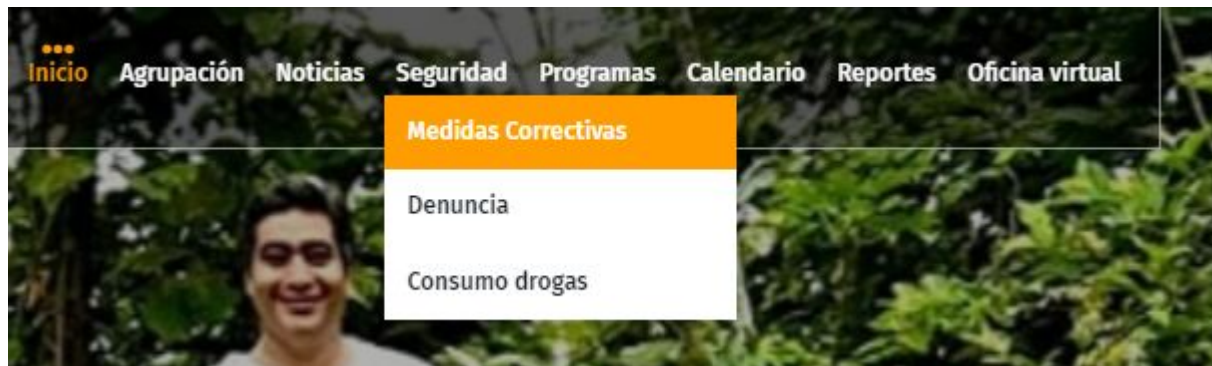 Inicio Agrupación Noticias Seguridad Programas Calendario Reportes Oficina virtual
Medidas Correctivas
Denuncia
Consumo drogas